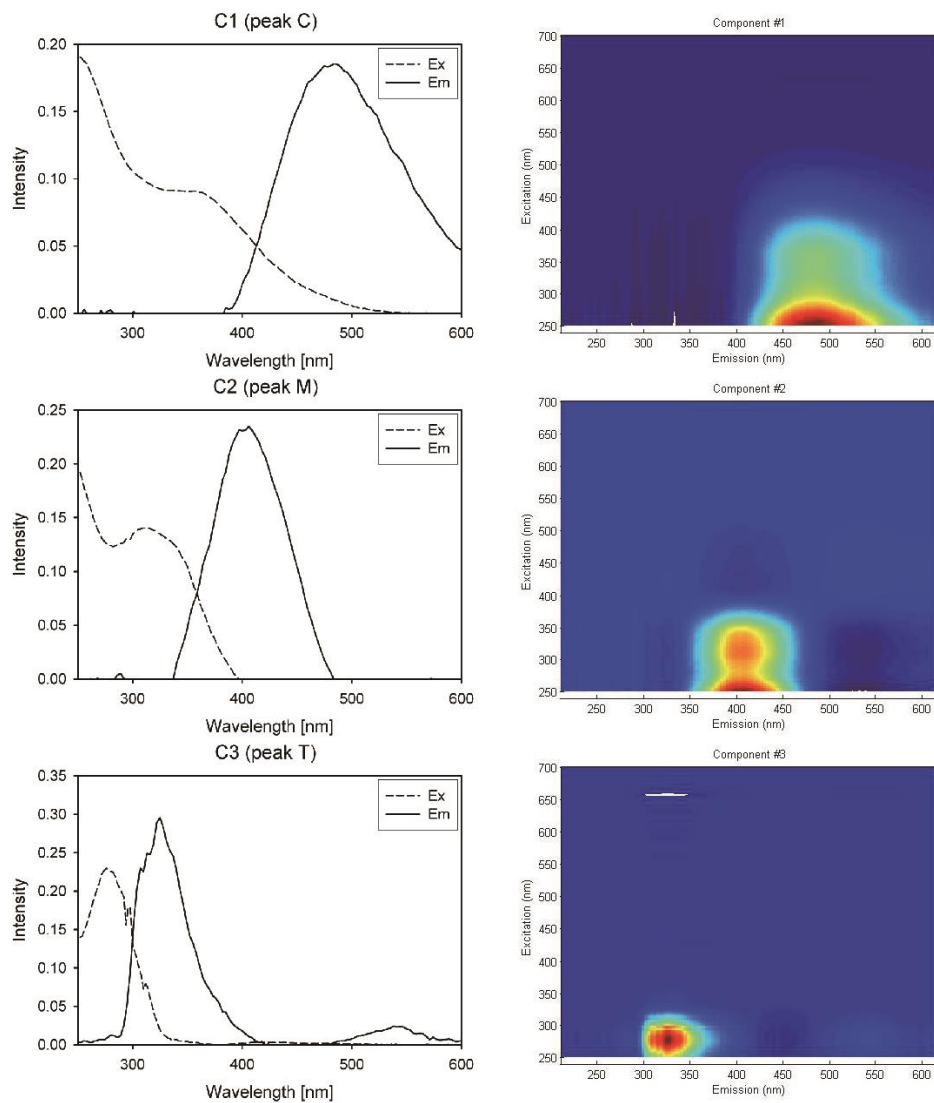 C1 (peak C)
0.20
0.15
0.10
0.05
0.00
Intensity
Ex
Em
300 400 500 600
Wavelength [nm]
Component #1
700
650
600
550
500
450
400
350
300
250
Excitation (nm)
250 300 350 400 450 500 550 600
Emission (nm)
C2 (peak M)
0.25
0.20
0.15
0.10
0.05
0.00
Intensity
Ex
Em
300 400 500 600
Wavelength [nm]
Component #2
700
650
600
550
500
450
400
350
300
250
Excitation (nm)
250 300 350 400 450 500 550 600
Emission (nm)
C3 (peak T)
0.35
0.30
0.25
0.20
0.15
0.10
0.05
0.00
Intensity
Ex
Em
300 400 500 600
Wavelength [nm]
Component #3
700
650
600
550
500
450
400
350
300
250
Excitation (nm)
250 300 350 400 450 500 550 600
Emission (nm)